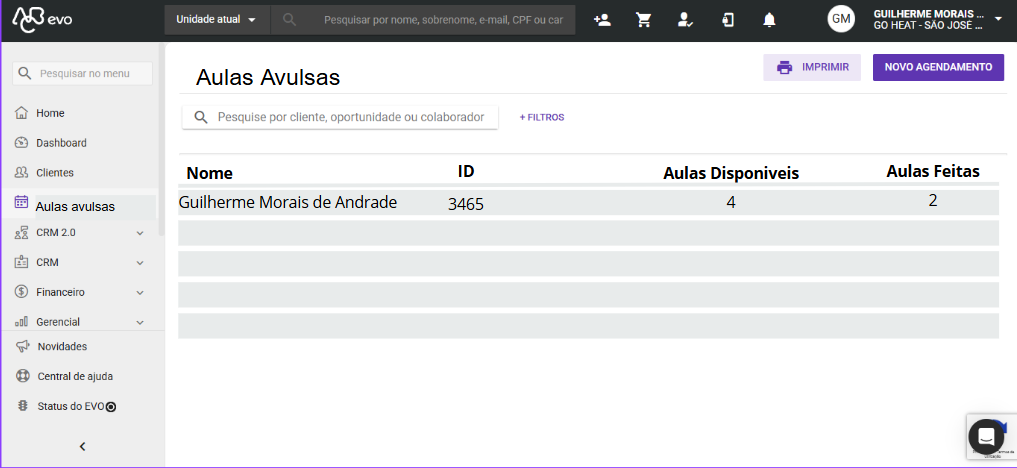 evo
Unidade atual
Pesquisar por nome, sobrenome, e-mail, CPF ou car
GM
GUILHERME MORAIS ...
GO HEAT - SÃO JOSÉ ...
Pesquisar no menu
Home
Dashboard
Clientes
Aulas avulsas
CRM 2.0
CRM
Financeiro
Gerencial
Novidades
Central de ajuda
Status do EVO
Aulas Avulsas
IMPRIMIR
NOVO AGENDAMENTO
Pesquise por cliente, oportunidade ou colaborador
+ FILTROS
Nome ID Aulas Disponiveis Aulas Feitas
Guilherme Morais de Andrade 3465 4 2